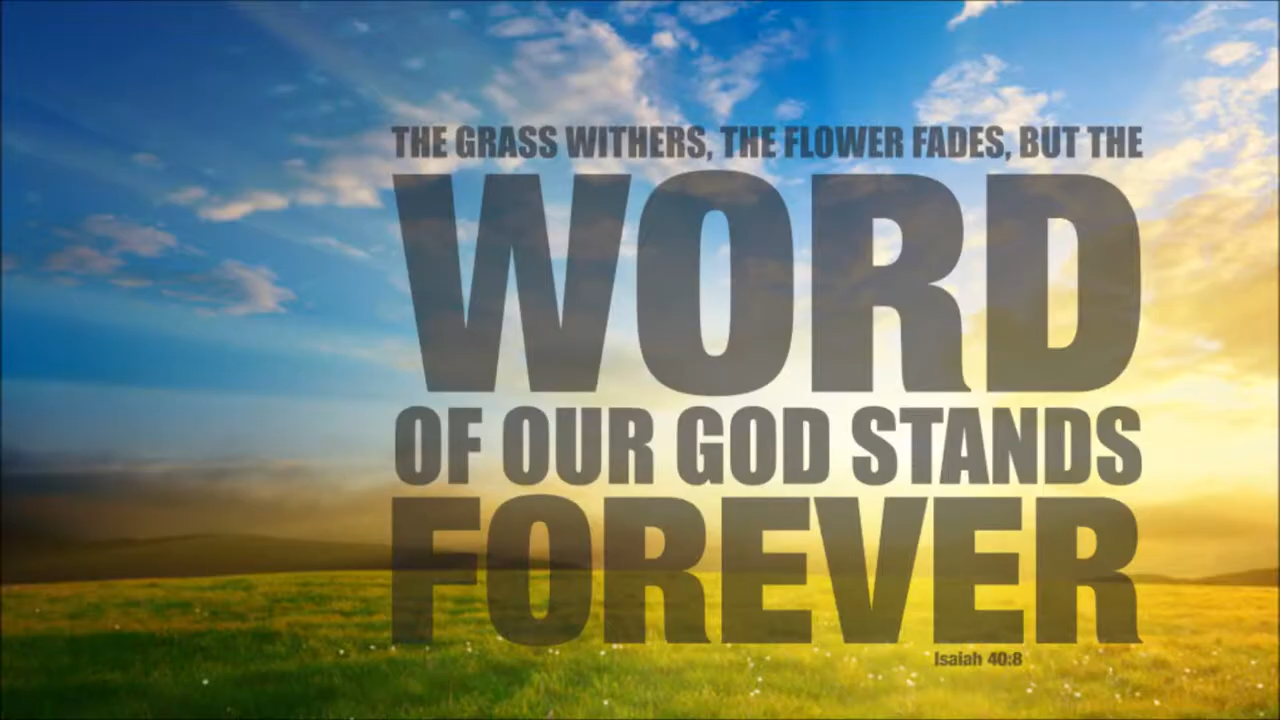 THE GRASS WITHERS, THE FLOWER FADES, BUT THE
WORD
OF OUR GOD STANDS
FOREVER
Isaiah 40:8